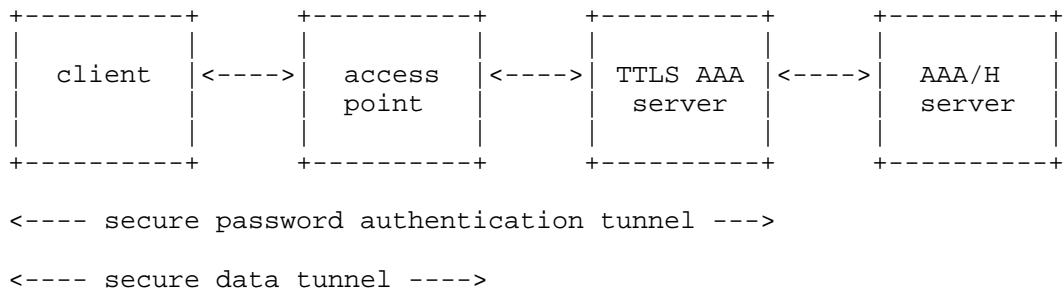 +----------+      +----------+      +----------+      +----------+
|          |      |          |      |          |      |          |
|  client  |<---->|  access  |<---->| TTLS AAA |<---->|  AAA/H   |
|          |      |  point   |      |  server  |      |  server  |
|          |      |          |      |          |      |          |
+----------+      +----------+      +----------+      +----------+
<---- secure password authentication tunnel --->
<---- secure data tunnel ---->